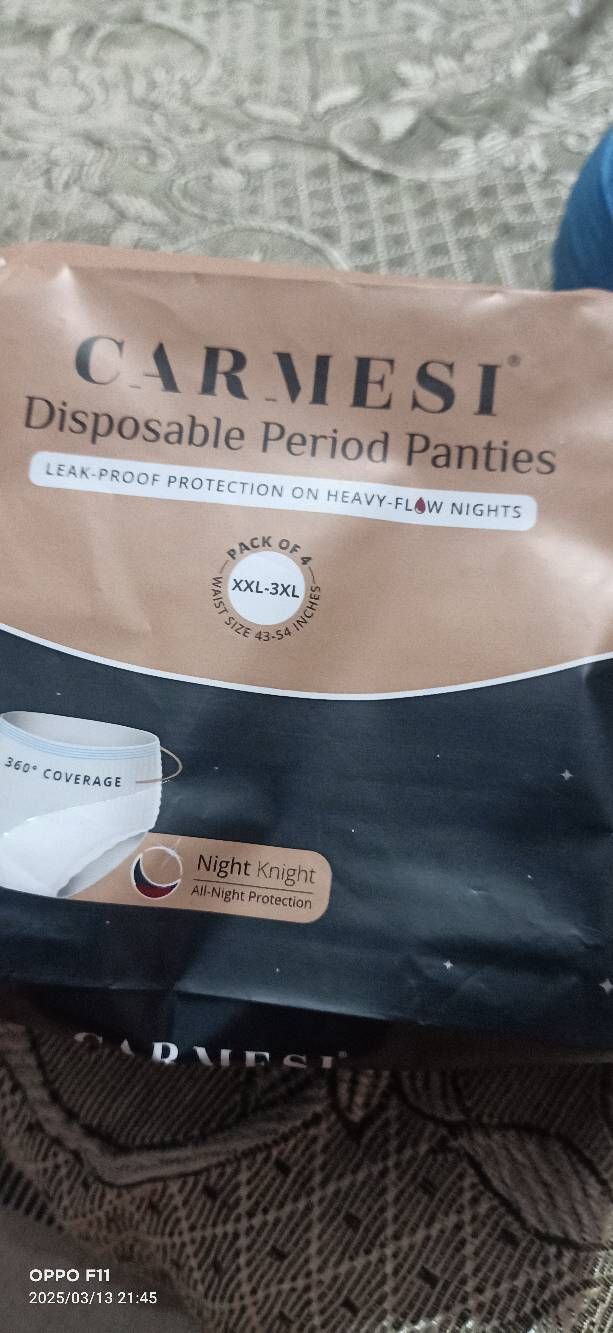 CARMESI®
Disposable Period Panties
LEAK-PROOF PROTECTION ON HEAVY-FLOW NIGHTS
PACK OF 4
XXL-3XL
WAIST SIZE 43-54 INCHES
360° COVERAGE
Night Knight
All-Night Protection
CARMESI®
OPPO F11
2025/03/13 21:45